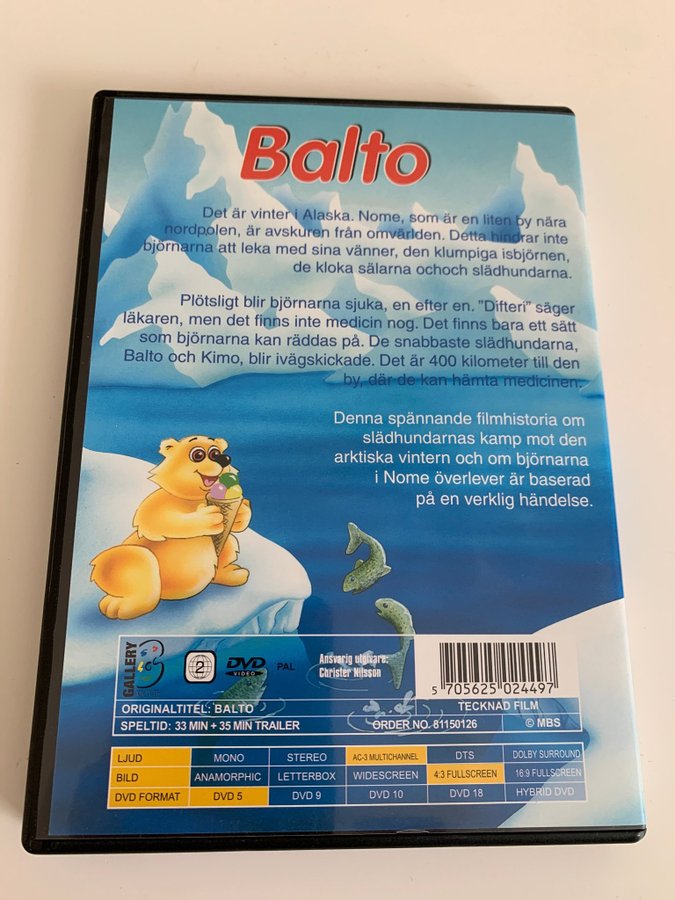 Balto
Det är vinter i Alaska. Nome, som är en liten by nära
nordpolen, är avskuren från omvärlden. Detta hindrar inte
björnarna att leka med sina vänner, den klumpiga isbjörnen,
de kloka sälarna ochoch slädhundarna.
Plötsligt blir björnarna sjuka, en efter en. "Difteri" säger
läkaren, men det finns inte medicin nog. Det finns bara ett sätt
som björnarna kan räddas på. De snabbaste slädhundarna,
Balto och Kimo, blir ivägskickade. Det är 400 kilometer till den
by, där de kan hämta medicinen.
Denna spännande filmhistoria om
slädhundarnas kamp mot den
arktiska vintern och om björnarna
i Nome överlever är baserad
på en verklig händelse.
GALLERY
2
DVD
VIDEO
PAL
Ansvarig utgivare:
Christer Nilsson
5 705625 024497
ORIGINALTITEL: BALTO
TECKNAD FILM
SPELTID: 33 MIN + 35 MIN TRAILER
ORDER NO. 81150126
© MBS
LJUD MONO STEREO AC-3 MULTICHANNEL DTS DOLBY SURROUND
BILD ANAMORPHIC LETTERBOX WIDESCREEN 4:3 FULLSCREEN 16:9 FULLSCREEN
DVD FORMAT DVD 5 DVD 9 DVD 10 DVD 18 HYBRID DVD